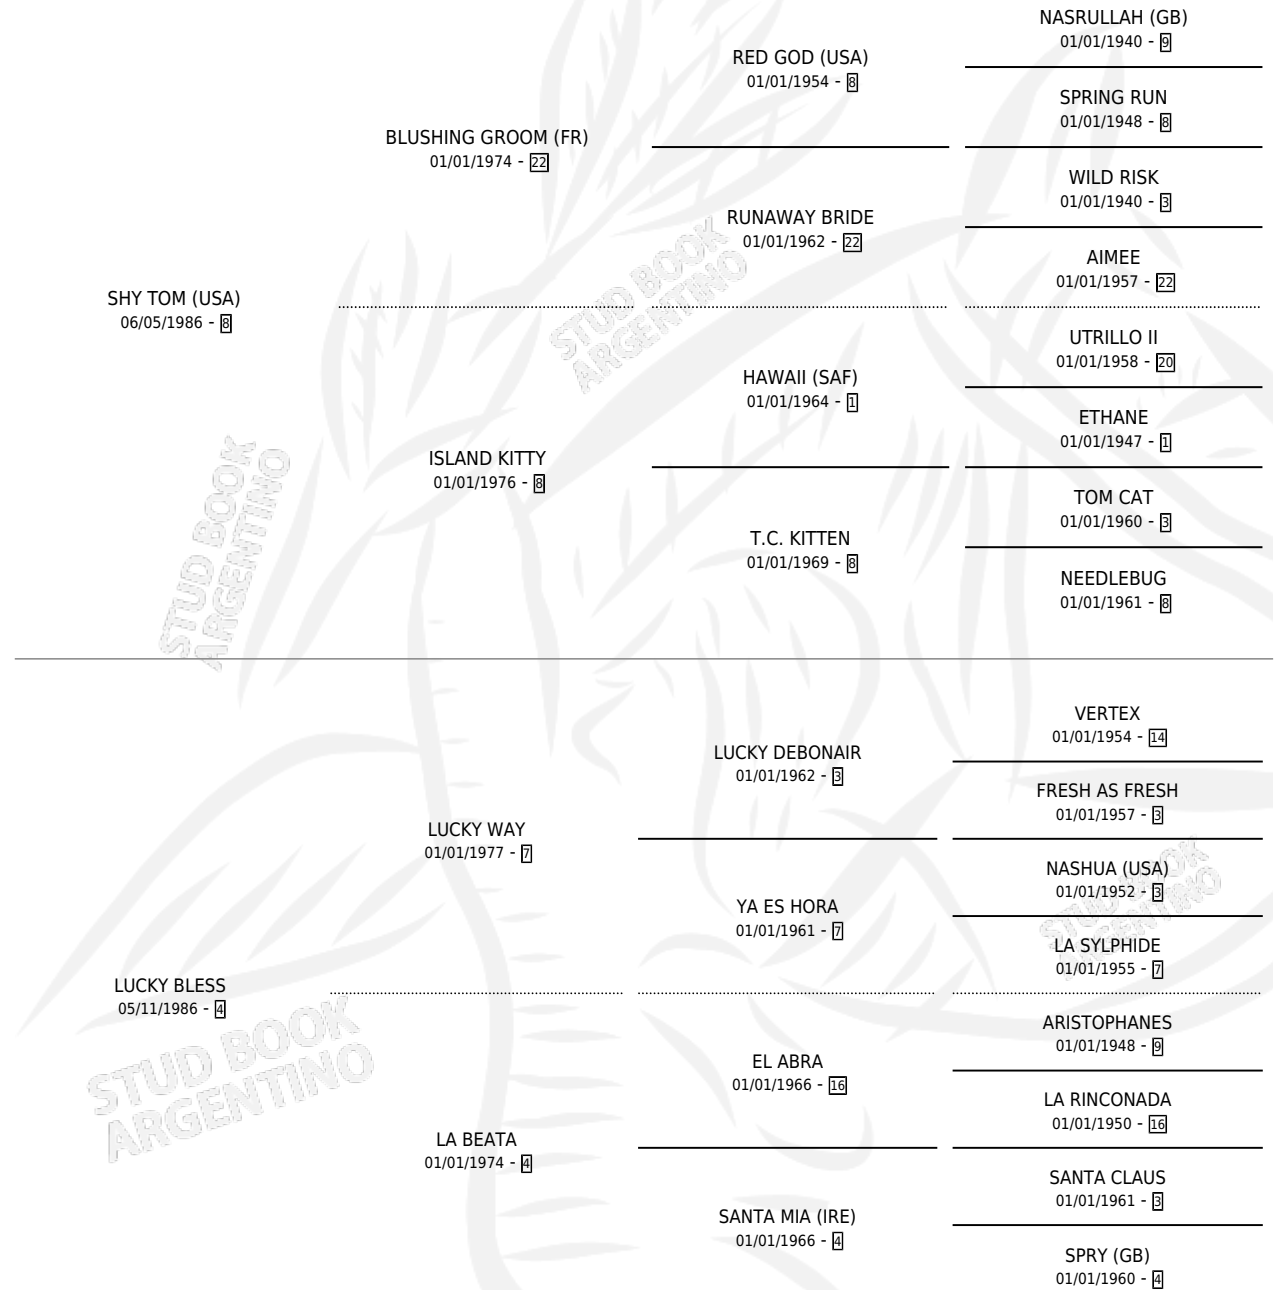 NASRULLAH (GB)
01/01/1940 - 9
RED GOD (USA)
01/01/1954 - 8
SPRING RUN
01/01/1948 - 8
BLUSHING GROOM (FR)
01/01/1974 - 22
WILD RISK
01/01/1940 - 3
RUNAWAY BRIDE
01/01/1962 - 22
AIMEE
01/01/1957 - 22
SHY TOM (USA)
06/05/1986 - 8
UTRILLO II
01/01/1958 - 20
HAWAII (SAF)
01/01/1964 - 1
ETHANE
01/01/1947 - 1
ISLAND KITTY
01/01/1976 - 8
TOM CAT
01/01/1960 - 3
T.C. KITTEN
01/01/1969 - 8
NEEDLEBUG
01/01/1961 - 8
VERTEX
01/01/1954 - 14
LUCKY DEBONAIR
01/01/1962 - 3
FRESH AS FRESH
01/01/1957 - 3
LUCKY WAY
01/01/1977 - 7
NASHUA (USA)
01/01/1952 - 3
YA ES HORA
01/01/1961 - 7
LA SYLPHIDE
01/01/1955 - 7
LUCKY BLESS
05/11/1986 - 4
ARISTOPHANES
01/01/1948 - 9
EL ABRA
01/01/1966 - 16
LA RINCONADA
01/01/1950 - 16
LA BEATA
01/01/1974 - 4
SANTA CLAUS
01/01/1961 - 3
SANTA MIA (IRE)
01/01/1966 - 4
SPRY (GB)
01/01/1960 - 4
STUD BOOK
ARGENTINO
STUD BOOK
ARGENTINO
STUD BOOK
ARGENTINO
STUD BOOK
ARGENTINO